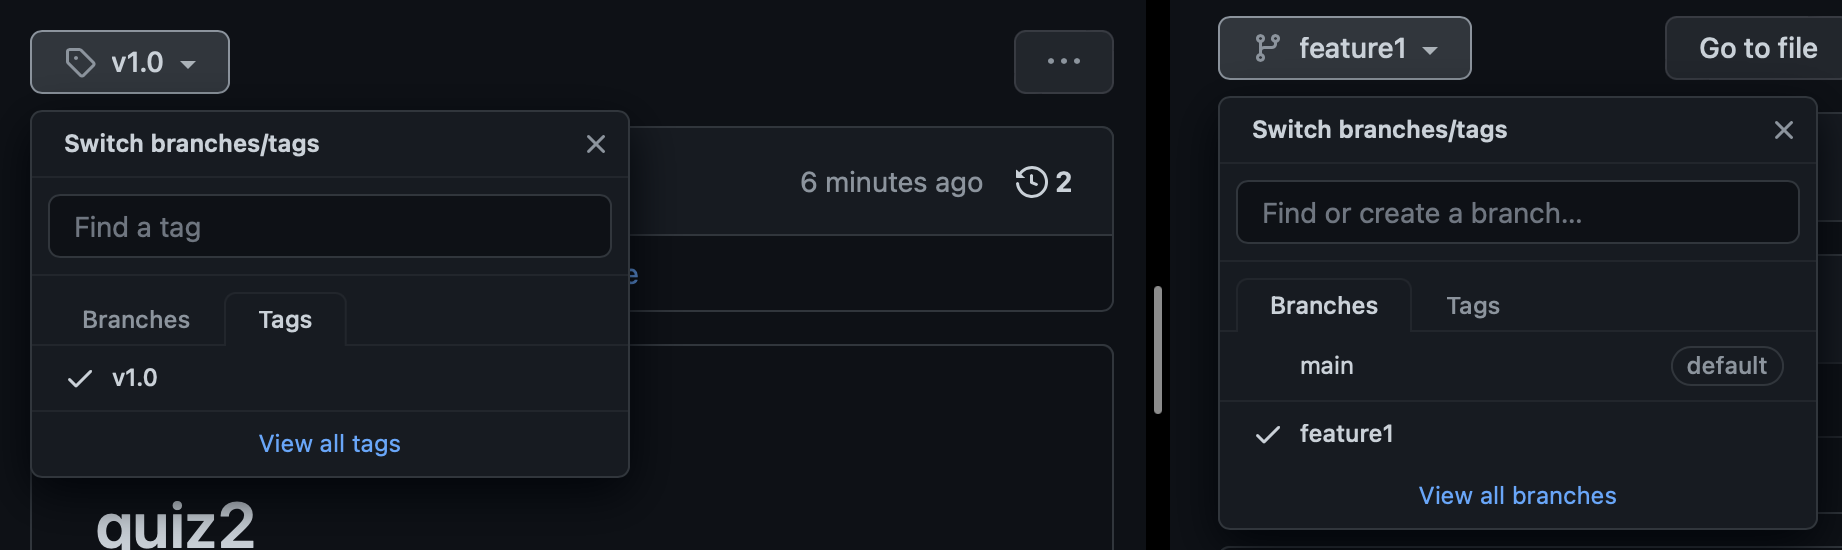 v1.0
...
Switch branches/tags
Find a tag
6 minutes ago 2
e
Branches Tags
v1.0
View all tags
quiz2
feature1
Go to file
Switch branches/tags
Find or create a branch...
Branches Tags
main default
feature1
View all branches